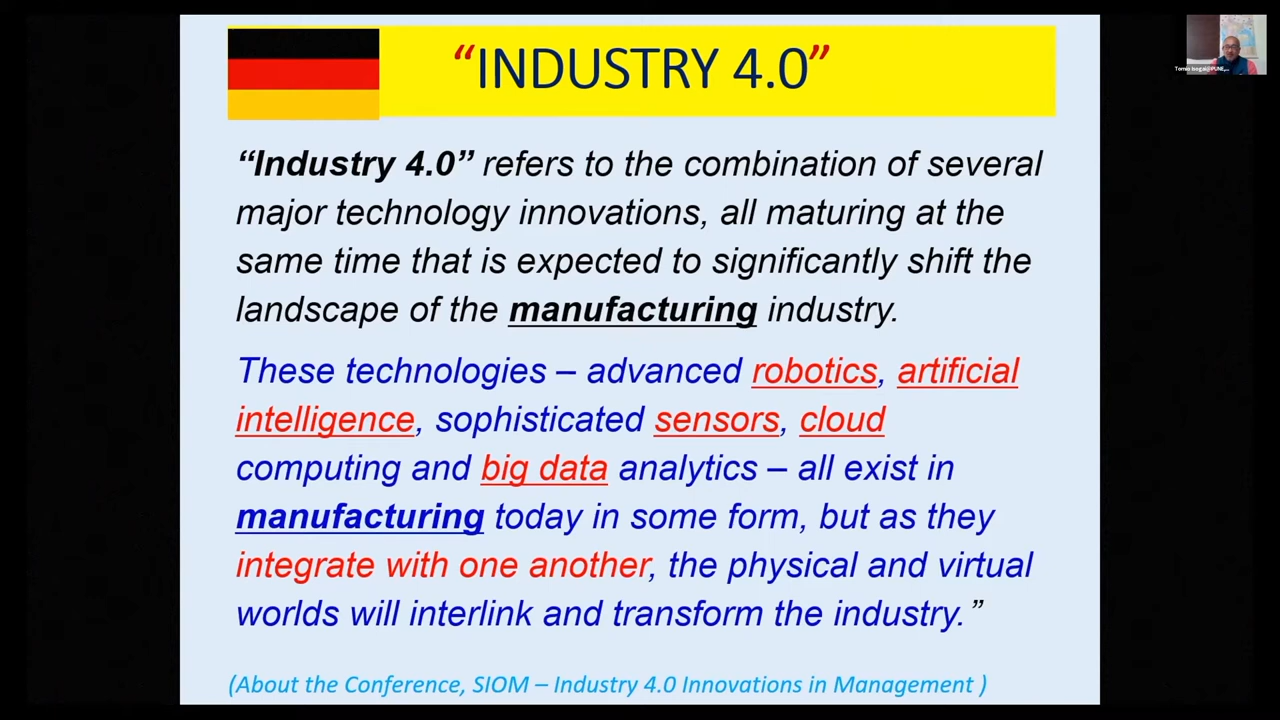 “INDUSTRY 4.0”
“Industry 4.0” refers to the combination of several
major technology innovations, all maturing at the
same time that is expected to significantly shift the
landscape of the manufacturing industry.
These technologies – advanced robotics, artificial
intelligence, sophisticated sensors, cloud
computing and big data analytics – all exist in
manufacturing today in some form, but as they
integrate with one another, the physical and virtual
worlds will interlink and transform the industry.”
(About the Conference, SIOM – Industry 4.0 Innovations in Management )